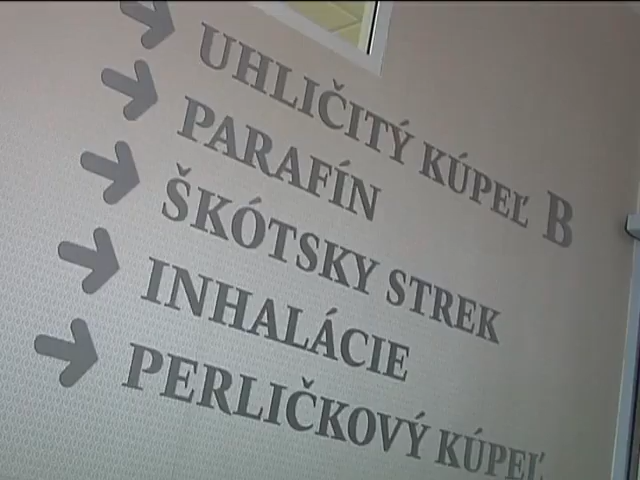 UHLIČITÝ KÚPEĽ B
PARAFÍN
ŠKÓTSKY STREK
INHALÁCIE
PERLIČKOVÝ KÚPEĽ